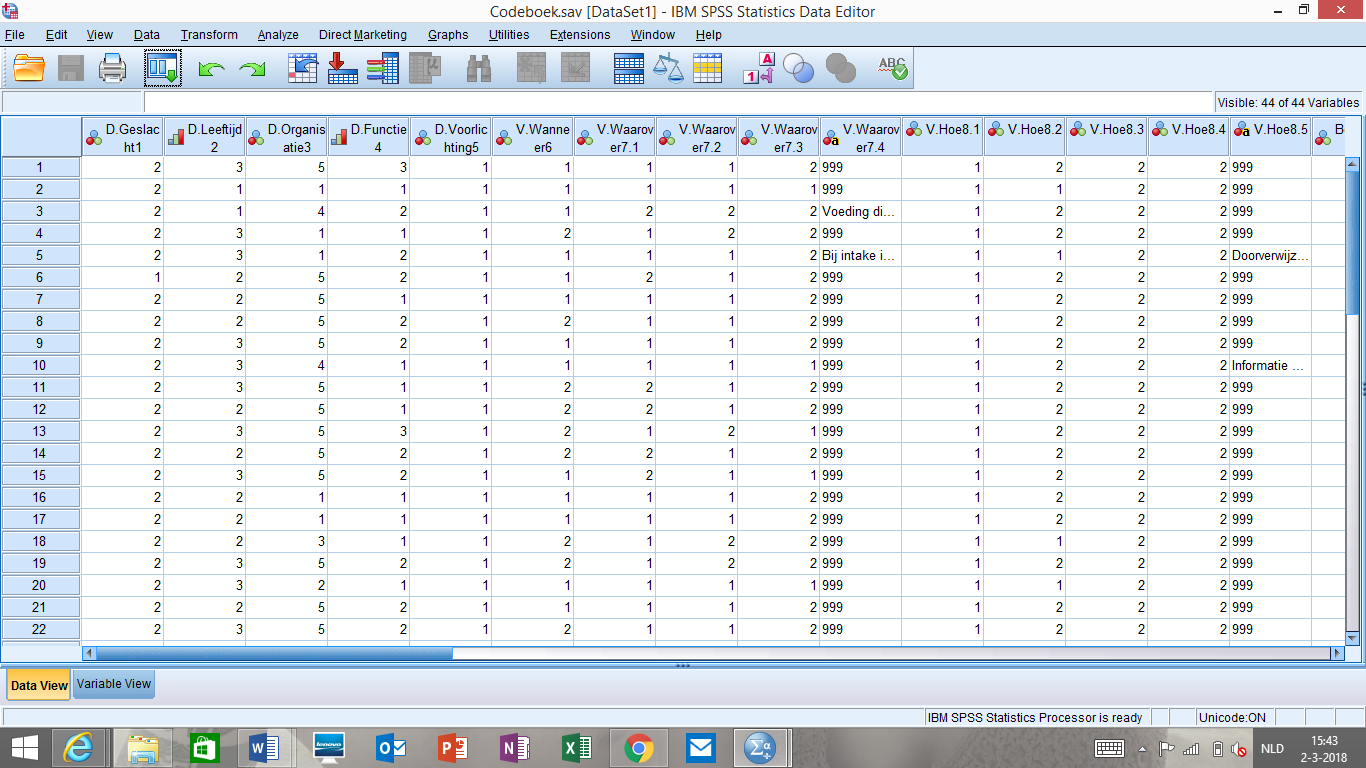 Codeboek.sav [DataSet1] - IBM SPSS Statistics Data Editor
File Edit View Data Transform Analyze Direct Marketing Graphs Utilities Extensions Window Help
A
1
ABC
Visible: 44 of 44 Variables
D.Geslacht1 D.Leeftijd2 D.Organisatie3 D.Functie4 D.Voorlichting5 V.Wanneer6 V.Waarover7.1 V.Waarover7.2 V.Waarover7.3 V.Waarover7.4 V.Hoe8.1 V.Hoe8.2 V.Hoe8.3 V.Hoe8.4 V.Hoe8.5
1 2 3 5 3 1 1 1 1 2 999 1 2 2 2 999
2 2 1 1 1 1 1 1 1 1 999 1 1 2 2 999
3 2 1 4 2 1 1 2 2 2 Voeding di... 1 2 2 2 999
4 2 3 1 1 1 2 1 2 2 999 1 2 2 2 999
5 2 3 1 2 1 1 1 1 2 Bij intake i... 1 1 2 2 Doorverwijz...
6 1 2 5 2 1 1 2 1 2 999 1 2 2 2 999
7 2 2 5 1 1 1 1 1 2 999 1 2 2 2 999
8 2 2 5 2 1 2 1 1 2 999 1 2 2 2 999
9 2 3 5 2 1 1 1 1 2 999 1 2 2 2 999
10 2 3 4 1 1 1 1 1 1 999 1 2 2 2 Informatie ...
11 2 3 5 1 1 2 2 1 2 999 1 2 2 2 999
12 2 2 5 1 1 2 2 1 2 999 1 2 2 2 999
13 2 3 5 3 1 2 1 2 1 999 1 2 2 2 999
14 2 2 5 2 1 2 2 1 2 999 1 2 2 2 999
15 2 3 5 2 1 1 2 1 1 999 1 2 2 2 999
16 2 2 1 1 1 1 1 1 2 999 1 2 2 2 999
17 2 2 1 1 1 1 1 1 2 999 1 2 2 2 999
18 2 2 3 1 1 2 1 2 2 999 1 1 2 2 999
19 2 3 5 2 1 2 1 2 2 999 1 2 2 2 999
20 2 3 2 1 1 1 1 1 1 999 1 1 2 2 999
21 2 2 5 2 1 1 1 1 2 999 1 2 2 2 999
22 2 3 5 2 1 2 1 1 2 999 1 2 2 2 999
Data View Variable View
IBM SPSS Statistics Processor is ready Unicode:ON
lenovo
NLD
15:43
2-3-2018